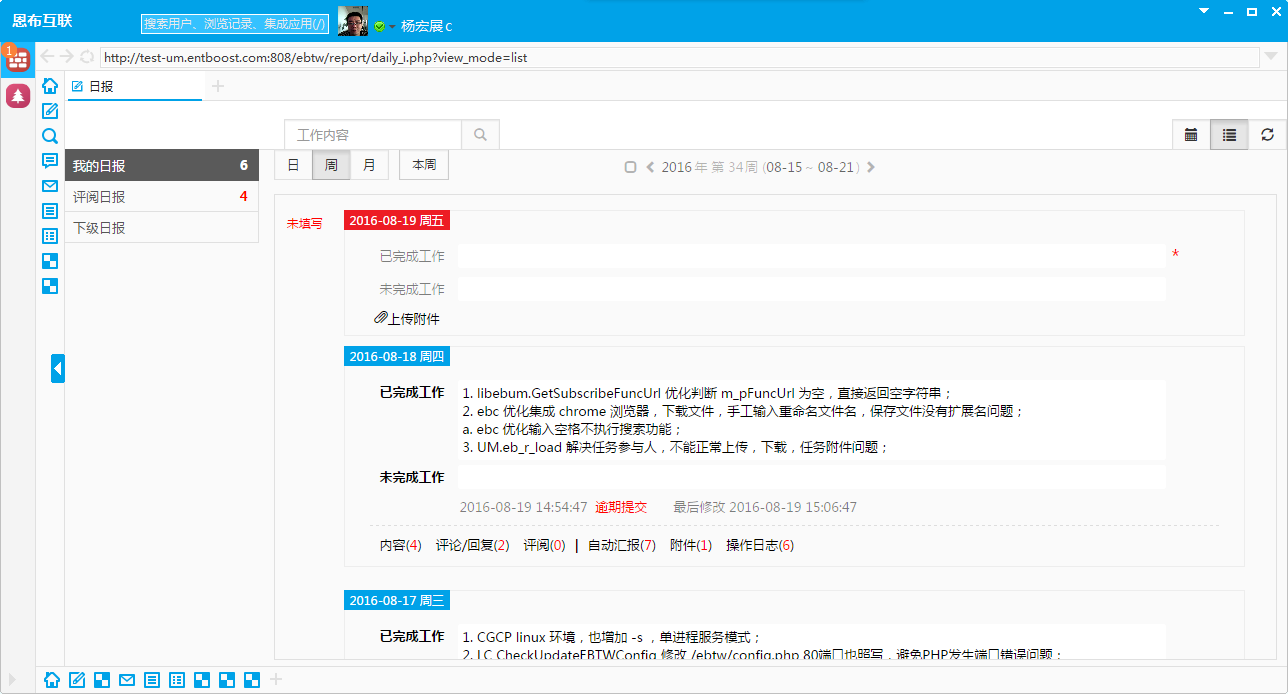 恩布互联
搜索用户、浏览记录、集成应用(/)
杨宏展c
1
http://test-um.entboost.com:808/ebtw/report/daily_i.php?view_mode=list
日报
工作内容
我的日报 6
评阅日报 4
下级日报
日 周 月 本周
2016 年 第 34周 (08-15 ~ 08-21)
未填写
2016-08-19 周五
已完成工作 *
未完成工作
上传附件
2016-08-18 周四
已完成工作
1. libebum.GetSubscribeFuncUrl 优化判断 m_pFuncUrl 为空，直接返回空字符串；
2. ebc 优化集成 chrome 浏览器，下载文件，手工输入重命名文件名，保存文件没有扩展名问题；
a. ebc 优化输入空格不执行搜索功能；
3. UM.eb_r_load 解决任务参与人，不能正常上传，下载，任务附件问题；
未完成工作
2016-08-19 14:54:47 逾期提交 最后修改 2016-08-19 15:06:47
内容(4) 评论/回复(2) 评阅(0) | 自动汇报(7) 附件(1) 操作日志(6)
2016-08-17 周三
已完成工作
1. CGCP linux 环境，也增加 -s ，单进程服务模式；
2. LC CheckUpdateEBTWConfig 修改 /ebtw/config.php 80端口也照写，避免PHP发生端口错误问题；